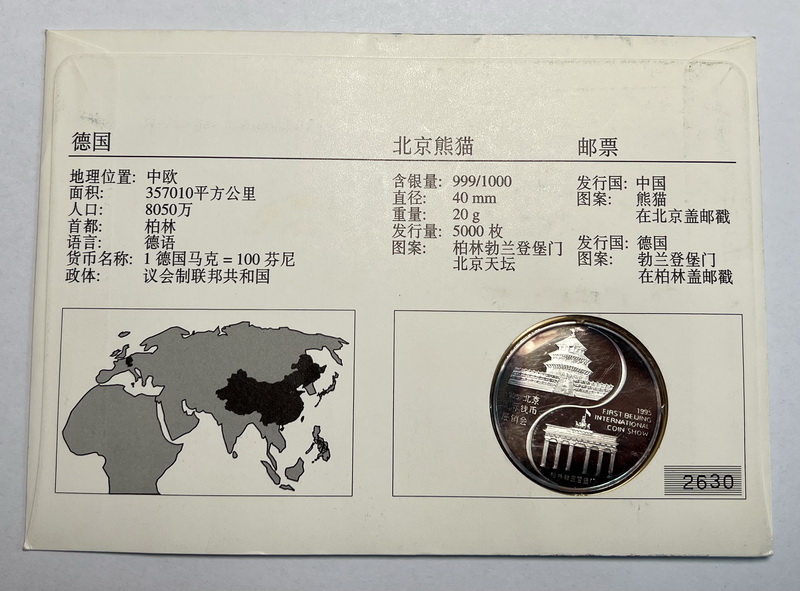 德国
地理位置: 中欧
面积: 357010平方公里
人口: 8050万
首都: 柏林
语言: 德语
货币名称: 1 德国马克 = 100 芬尼
政体: 议会制联邦共和国
北京熊猫
含银量: 999/1000
直径: 40 mm
重量: 20 g
发行量: 5000 枚
图案: 柏林勃兰登堡门
北京天坛
邮票
发行国: 中国
图案: 熊猫
在北京盖邮戳
发行国: 德国
图案: 勃兰登堡门
在柏林盖邮戳
北京
钱币
1995
FIRST BEIJING
INTERNATIONAL
COIN SHOW
2630